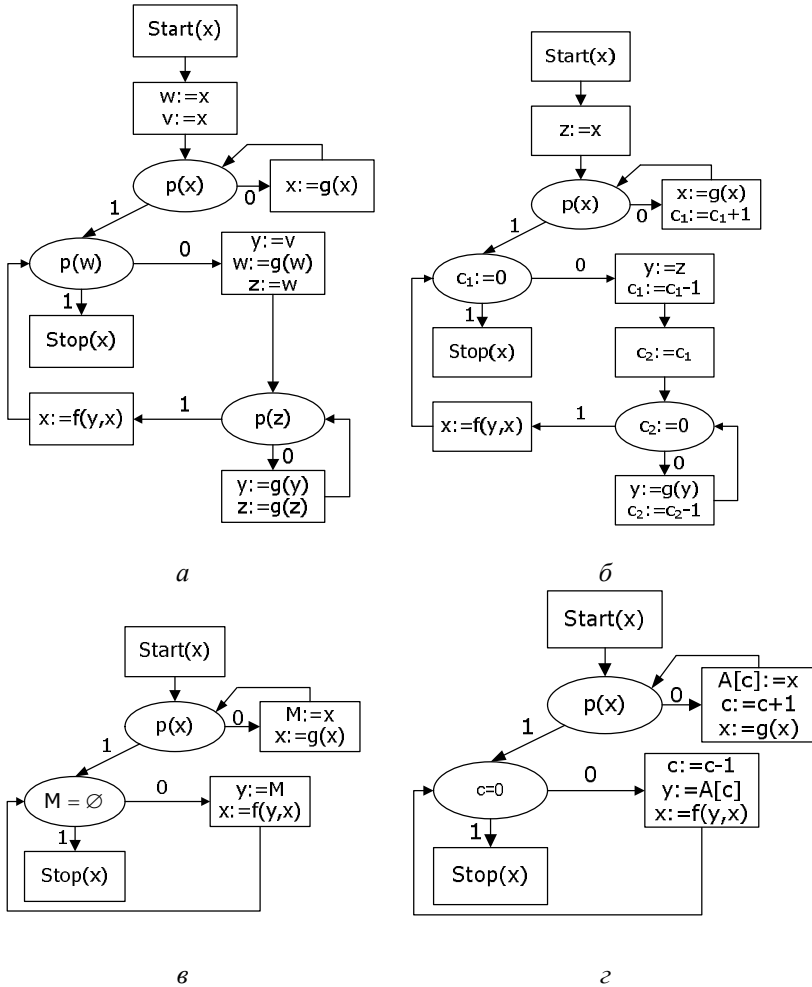 Start(x)
w:=x
v:=x
p(x)
0
x:=g(x)
1
p(w)
0
y:=v
w:=g(w)
z:=w
1
Stop(x)
x:=f(y,x)
1
p(z)
0
y:=g(y)
z:=g(z)
а
Start(x)
z:=x
p(x)
0
x:=g(x)
c₁:=c₁+1
1
c₁:=0
0
y:=z
c₁:=c₁-1
1
Stop(x)
c₂:=c₁
x:=f(y,x)
1
c₂:=0
0
y:=g(y)
c₂:=c₂-1
б
Start(x)
p(x)
0
M:=x
x:=g(x)
1
M = ∅
0
y:=M
x:=f(y,x)
1
Stop(x)
в
Start(x)
p(x)
0
A[c]:=x
c:=c+1
x:=g(x)
1
c=0
0
c:=c-1
y:=A[c]
x:=f(y,x)
1
Stop(x)
г